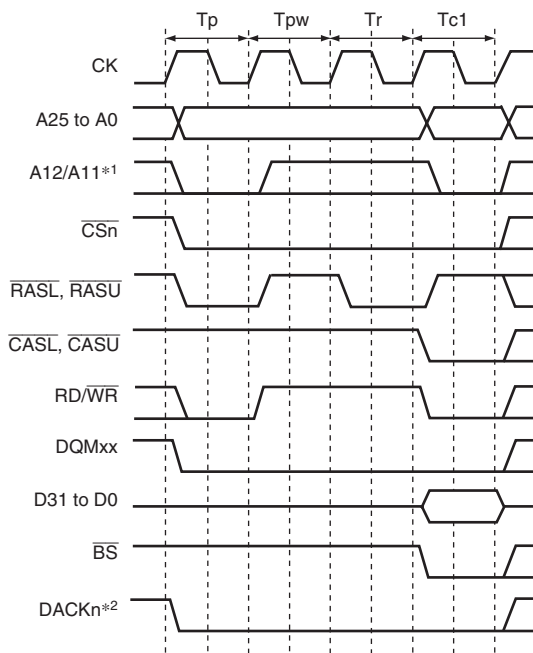 Tp Tpw Tr Tc1
CK
A25 to A0
A12/A11*1
CSn
RASL, RASU
CASL, CASU
RD/WR
DQMxx
D31 to D0
BS
DACKn*2